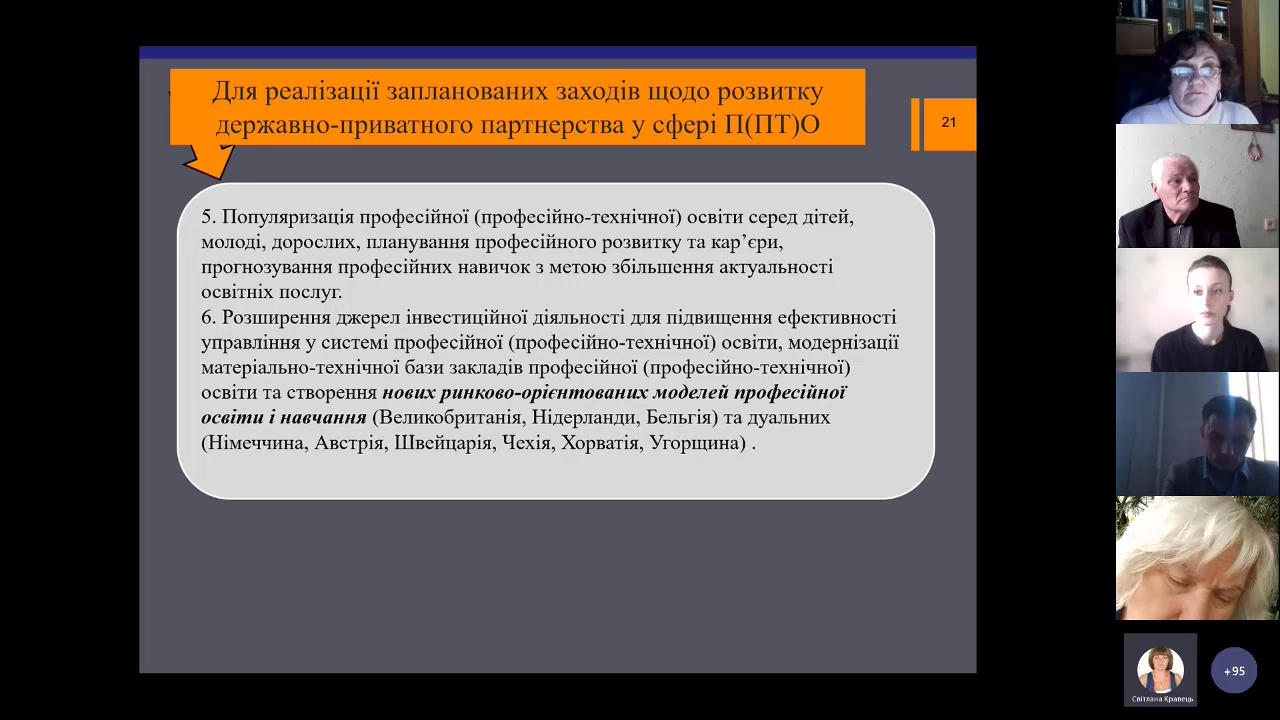 Для реалізації запланованих заходів щодо розвитку
державно-приватного партнерства у сфері П(ПТ)О
21
5. Популяризація професійної (професійно-технічної) освіти серед дітей,
молоді, дорослих, планування професійного розвитку та кар’єри,
прогнозування професійних навичок з метою збільшення актуальності
освітніх послуг.
6. Розширення джерел інвестиційної діяльності для підвищення ефективності
управління у системі професійної (професійно-технічної) освіти, модернізації
матеріально-технічної бази закладів професійної (професійно-технічної)
освіти та створення нових ринково-орієнтованих моделей професійної
освіти і навчання (Великобританія, Нідерланди, Бельгія) та дуальних
(Німеччина, Австрія, Швейцарія, Чехія, Хорватія, Угорщина) .
Світлана Кравець
+95